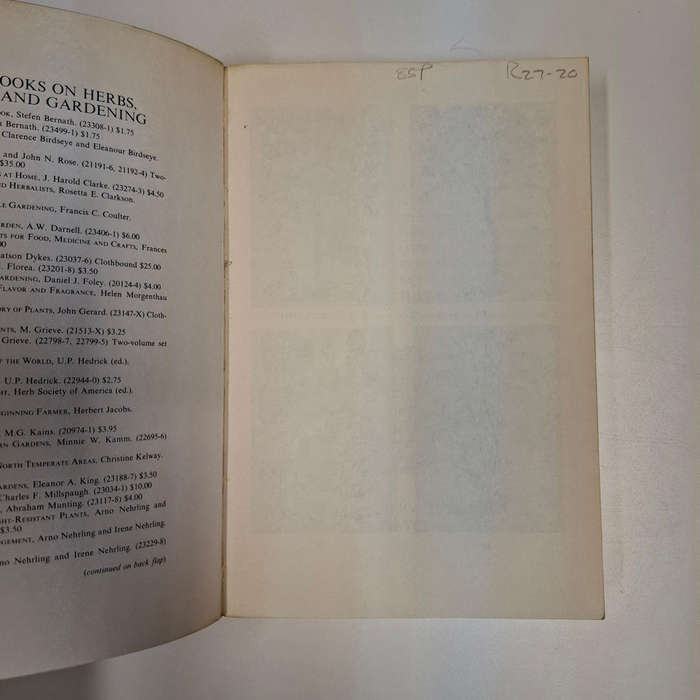 OOKS ON HERBS,
AND GARDENING
OOK, Stefen Bernath. (23308-1) $1.75
Bernath. (23499-1) $1.75
Clarence Birdseye and Eleanour Birdseye.
and John N. Rose. (21191-6, 21192-4) Two-
$35.00
S AT HOME, J. Harold Clarke. (23274-3) $4.50
ND HERBALISTS, Rosetta E. Clarkson.
LE GARDENING, Francis C. Coulter.
RDEN, A.W. Darnell. (23406-1) $6.00
TS FOR FOOD, MEDICINE AND CRAFTS, Frances
atson Dykes. (23037-6) Clothbound $25.00
. Florea. (23201-8) $3.50
ARDENING, Daniel J. Foley. (20124-4) $4.00
FLAVOR AND FRAGRANCE, Helen Morgenthau
ORY OF PLANTS, John Gerard. (23147-X) Cloth-
NTS, M. Grieve. (21513-X) $3.25
Grieve. (22798-7, 22799-5) Two-volume set
F THE WORLD, U.P. Hedrick (ed.).
U.P. Hedrick. (22944-0) $2.75
HT, Herb Society of America (ed.).
GINNING FARMER, Herbert Jacobs.
M.G. Kains. (20974-1) $3.95
RN GARDENS, Minnie W. Kamm. (22695-6)
NORTH TEMPERATE AREAS, Christine Kelway.
ARDENS, Eleanor A. King. (23188-7) $3.50
Charles F. Millspaugh. (23034-1) $10.00
, Abraham Munting. (23117-8) $4.00
GHT-RESISTANT PLANTS, Arno Nehrling and
$3.50
NGEMENT, Arno Nehrling and Irene Nehrling.
no Nehrling and Irene Nehrling. (23229-8)
(continued on back flap)
ESP R27-20